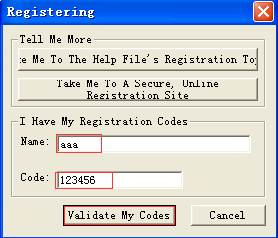 Registering
Tell Me More
e Me To The Help File's Registration To
Take Me To A Secure, Online
Registration Site
I Have My Registration Codes
Name: aaa
Code: 123456
Validate My Codes
Cancel